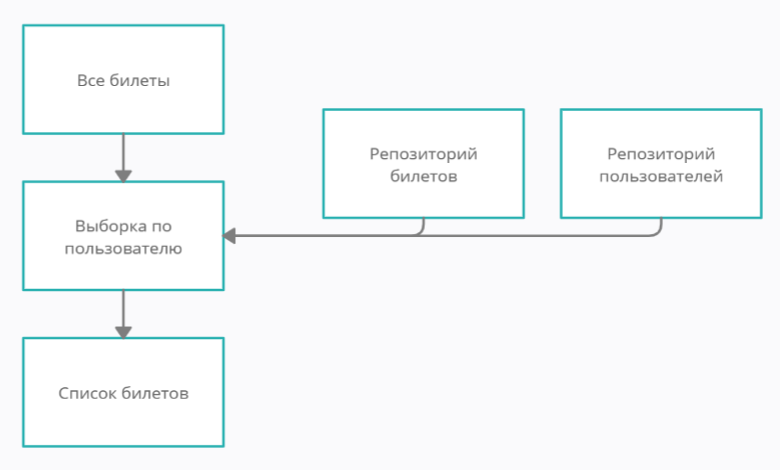 Все билеты
Репозиторий
билетов
Репозиторий
пользователей
Выборка по
пользователю
Список билетов